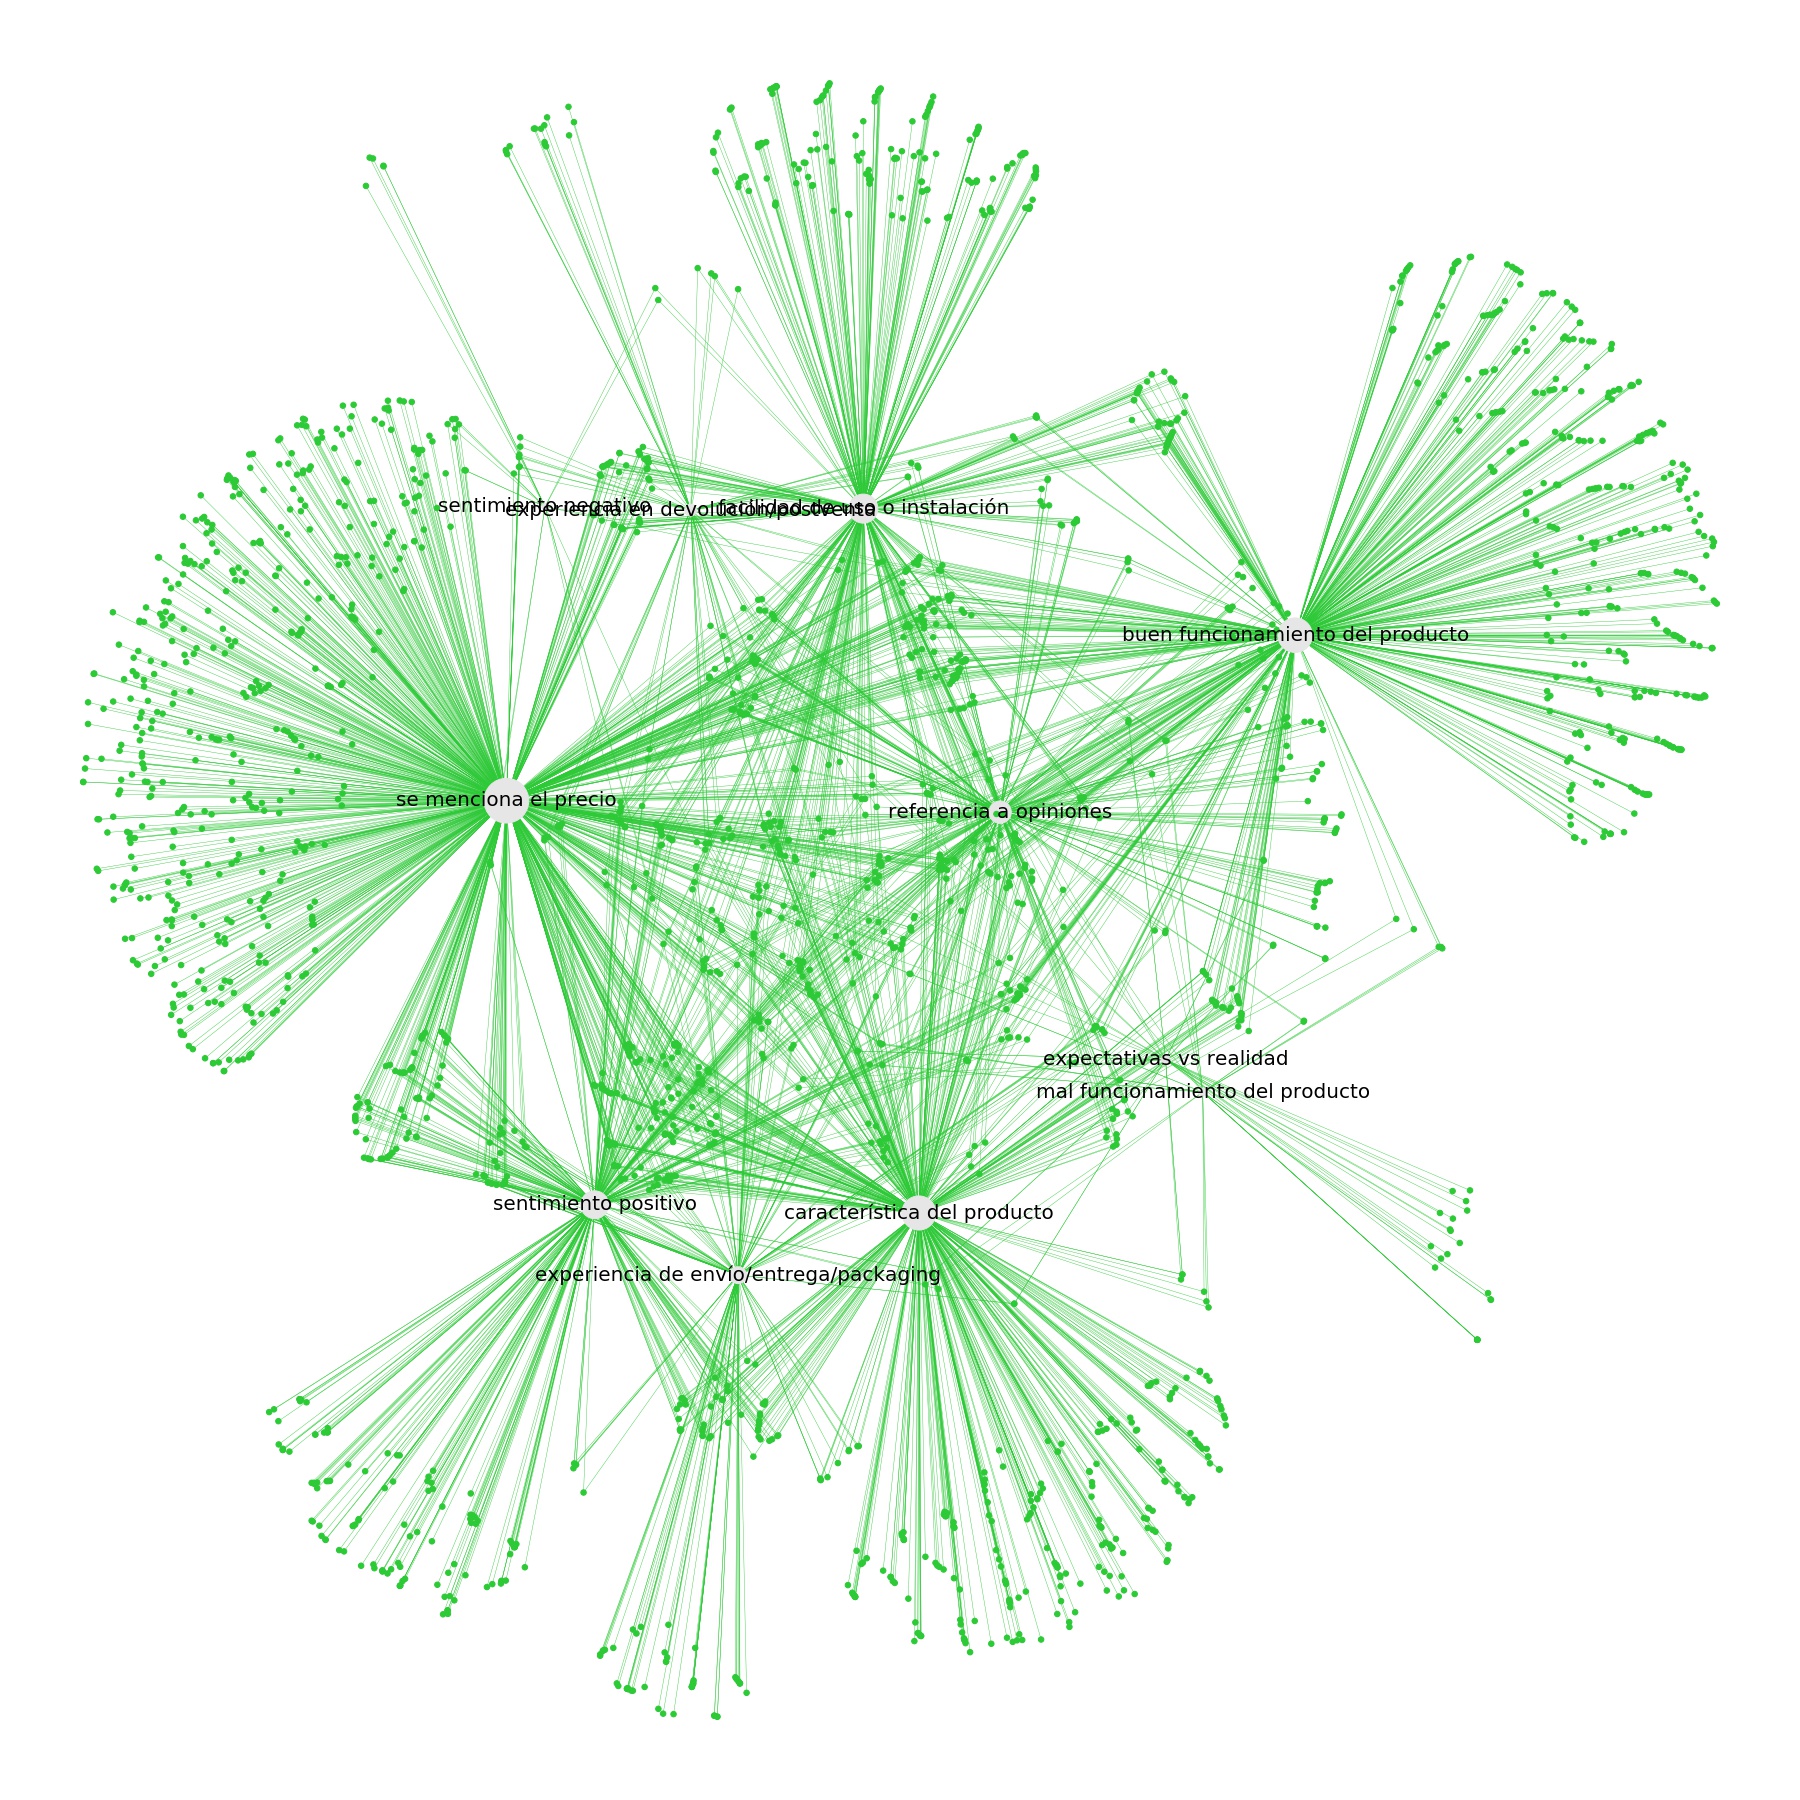 sentimiento negativo
experiencia en devolución/postventa
facilidad de uso o instalación
buen funcionamiento del producto
se menciona el precio
referencia a opiniones
expectativas vs realidad
mal funcionamiento del producto
sentimiento positivo
característica del producto
experiencia de envío/entrega/packaging